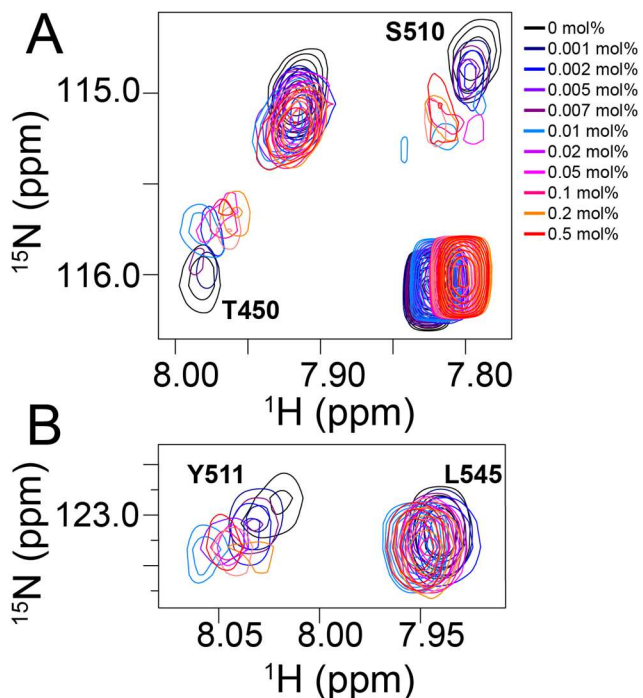 A
S510
T450
115.0
116.0
15N (ppm)
8.00 7.90 7.80
1H (ppm)
0 mol%
0.001 mol%
0.002 mol%
0.005 mol%
0.007 mol%
0.01 mol%
0.02 mol%
0.05 mol%
0.1 mol%
0.2 mol%
0.5 mol%
B
Y511 L545
123.0
15N (ppm)
8.05 8.00 7.95
1H (ppm)